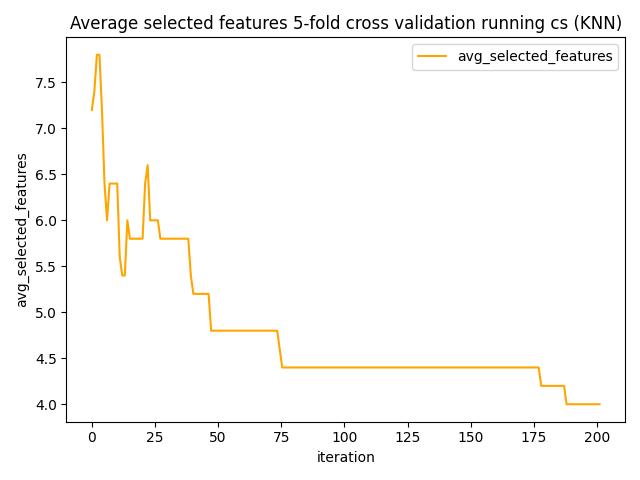 Average selected features 5-fold cross validation running cs (KNN)
avg_selected_features
7.5
7.0
6.5
6.0
5.5
5.0
4.5
4.0
avg_selected_features
0 25 50 75 100 125 150 175 200
iteration